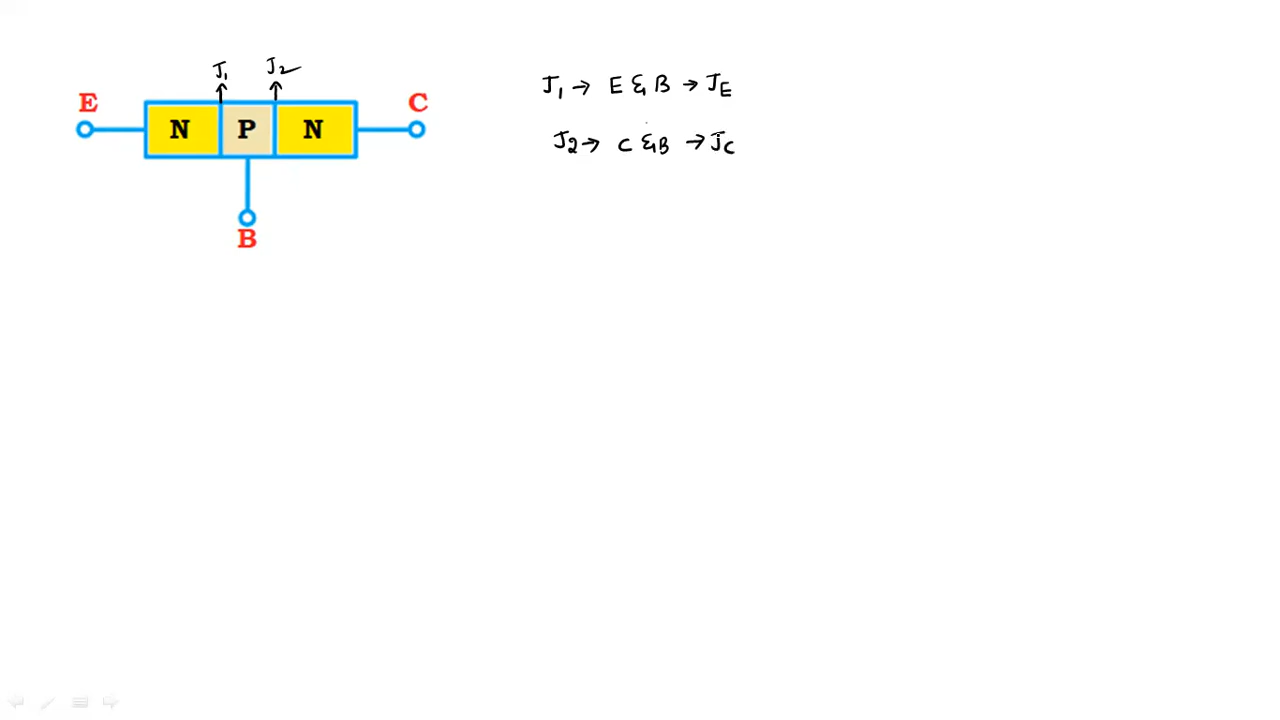 J1 J2
E C
N P N
B
J1 → E & B → JE
J2 → C & B → JC